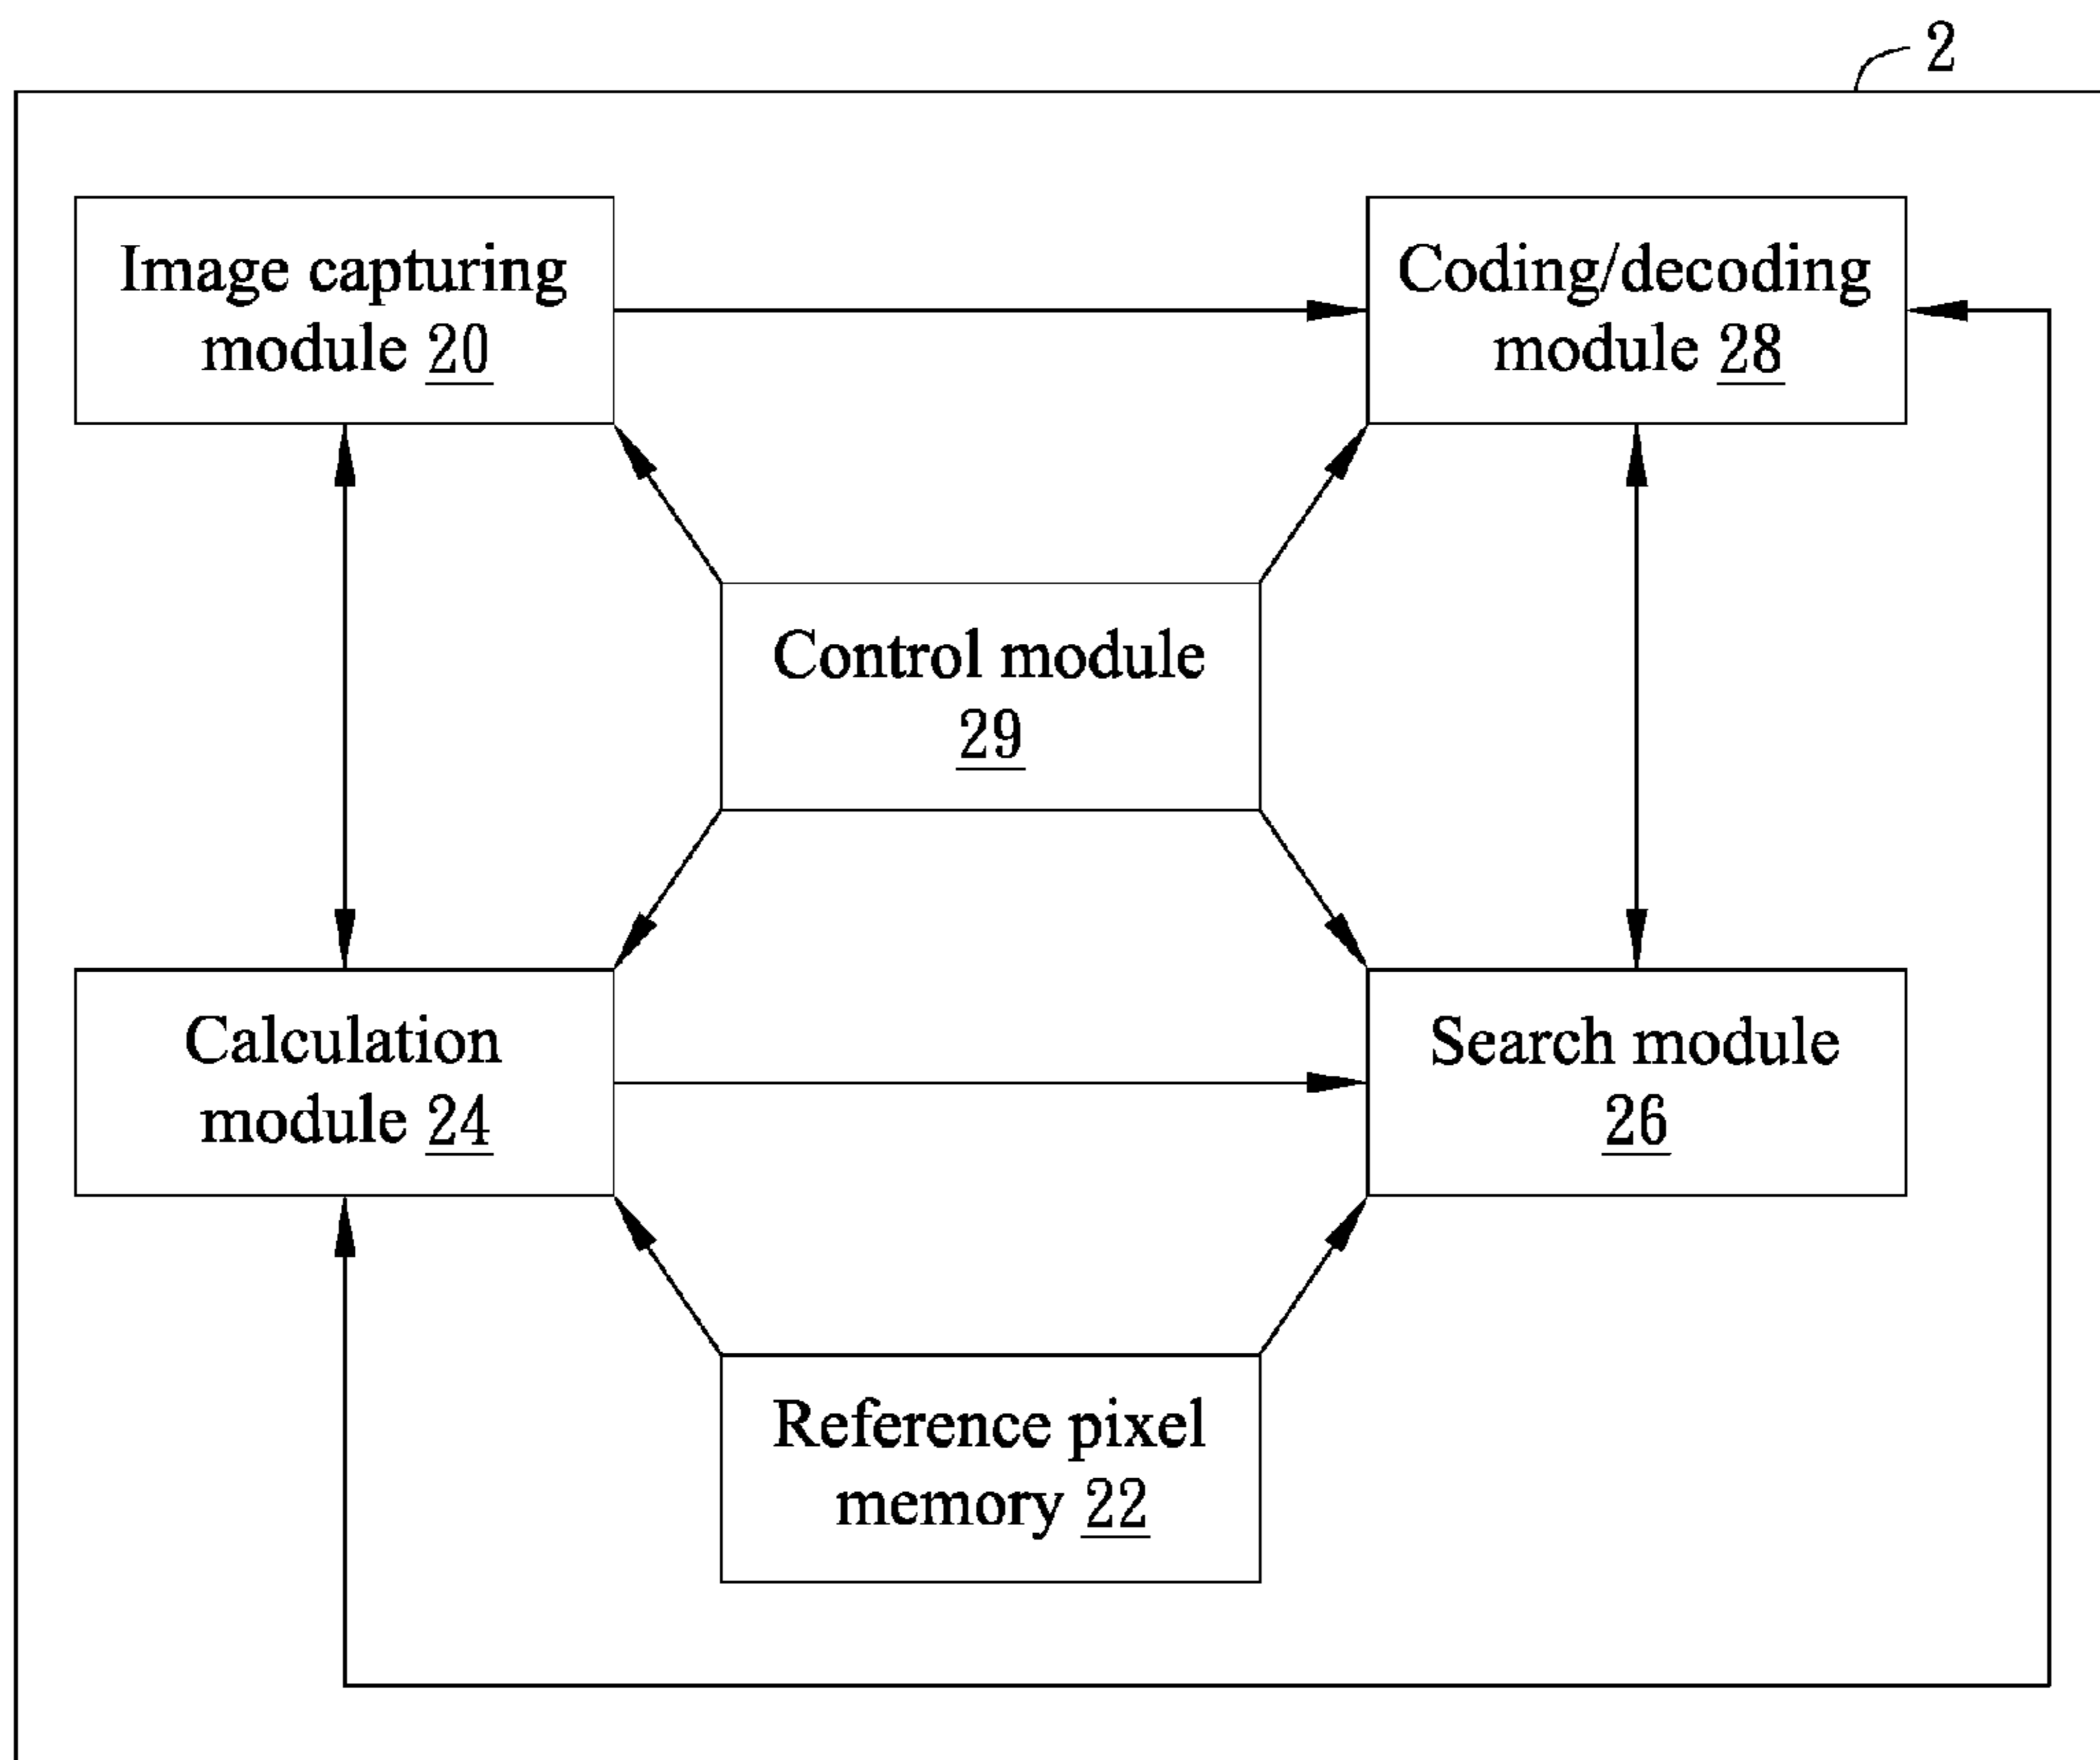 2
Image capturing
module 20
Coding/decoding
module 28
Control module
29
Calculation
module 24
Search module
26
Reference pixel
memory 22